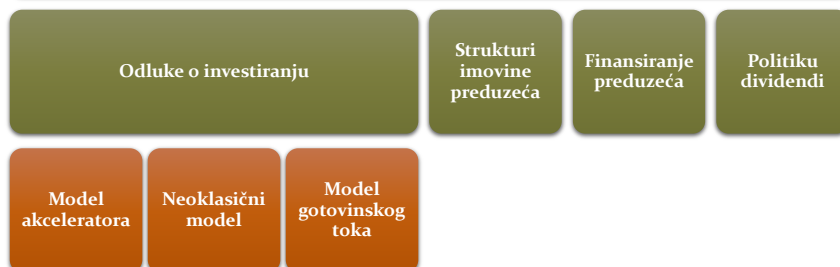 Odluke o investiranju
Strukturi
imovine
preduzeća
Finansiranje
preduzeća
Politiku
dividendi
Model
akceleratora
Neoklasični
model
Model
gotovinskog
toka